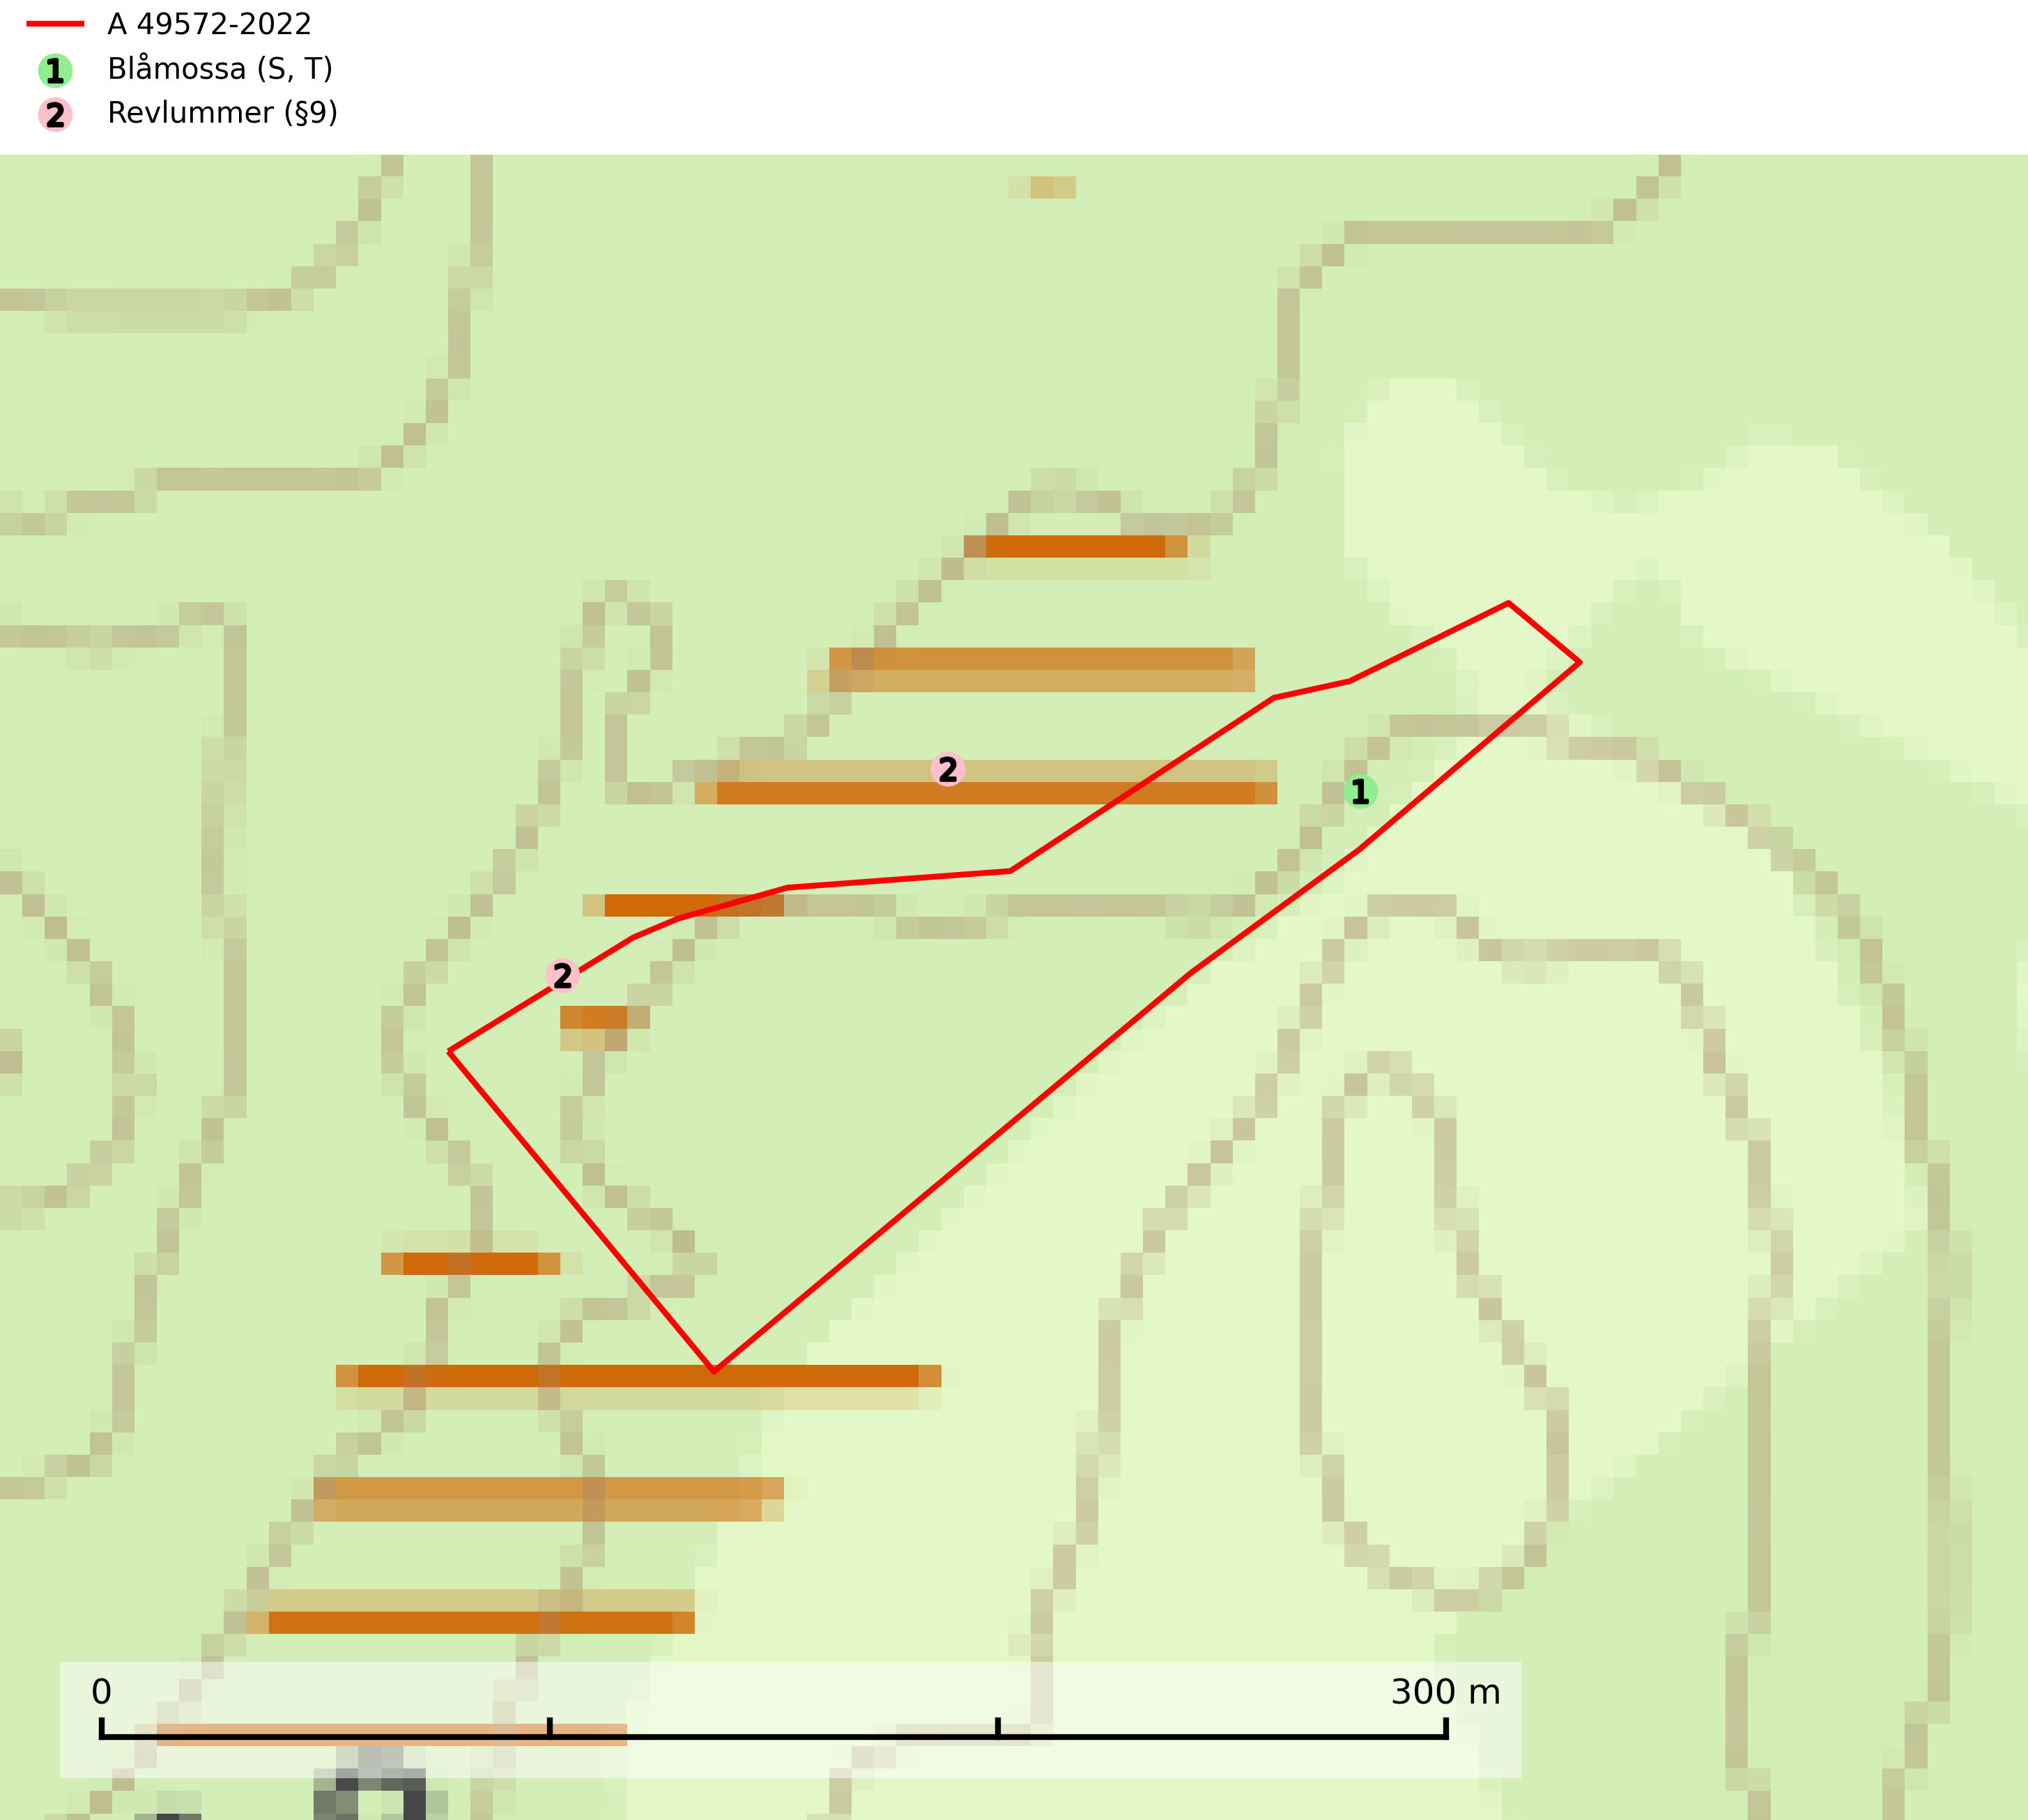 A 49572-2022
1 Blåmossa (S, T)
2 Revlummer (§9)
2
1
2
0 300 m